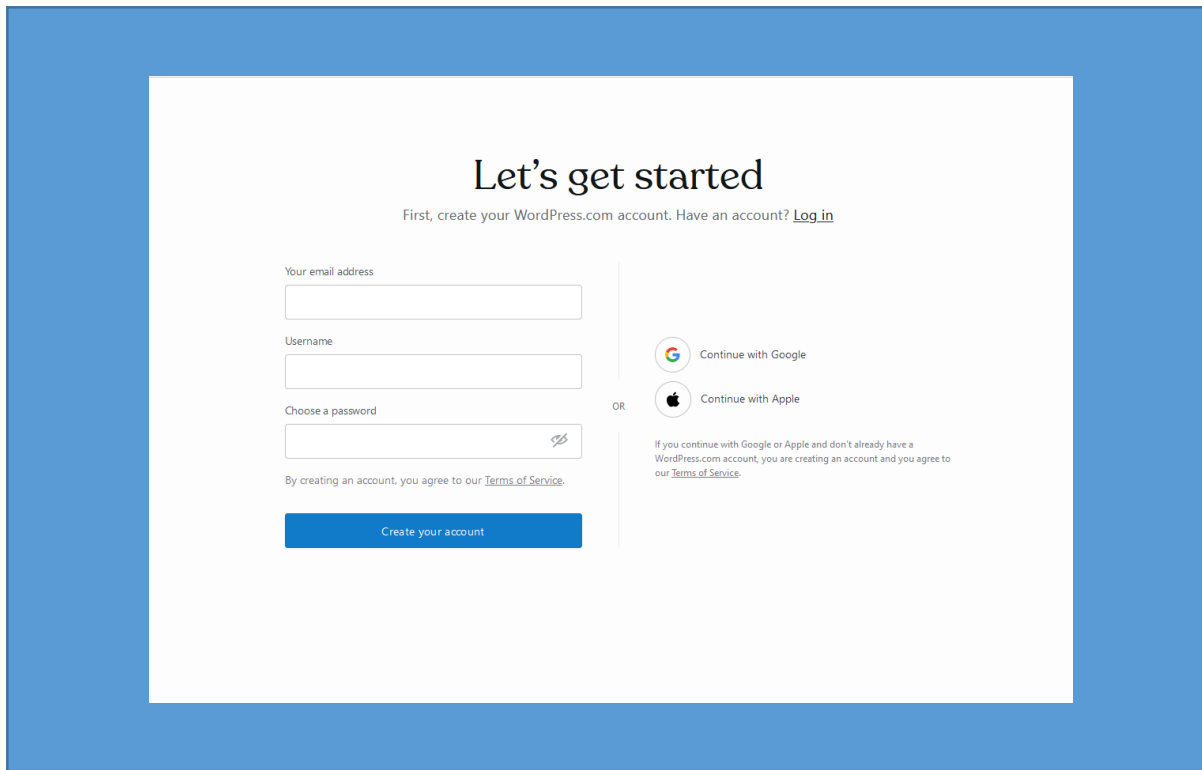 Let's get started
First, create your WordPress.com account. Have an account? Log in
Your email address
Username
Choose a password
By creating an account, you agree to our Terms of Service.
Create your account
OR
Continue with Google
Continue with Apple
If you continue with Google or Apple and don't already have a
WordPress.com account, you are creating an account and you agree to
our Terms of Service.